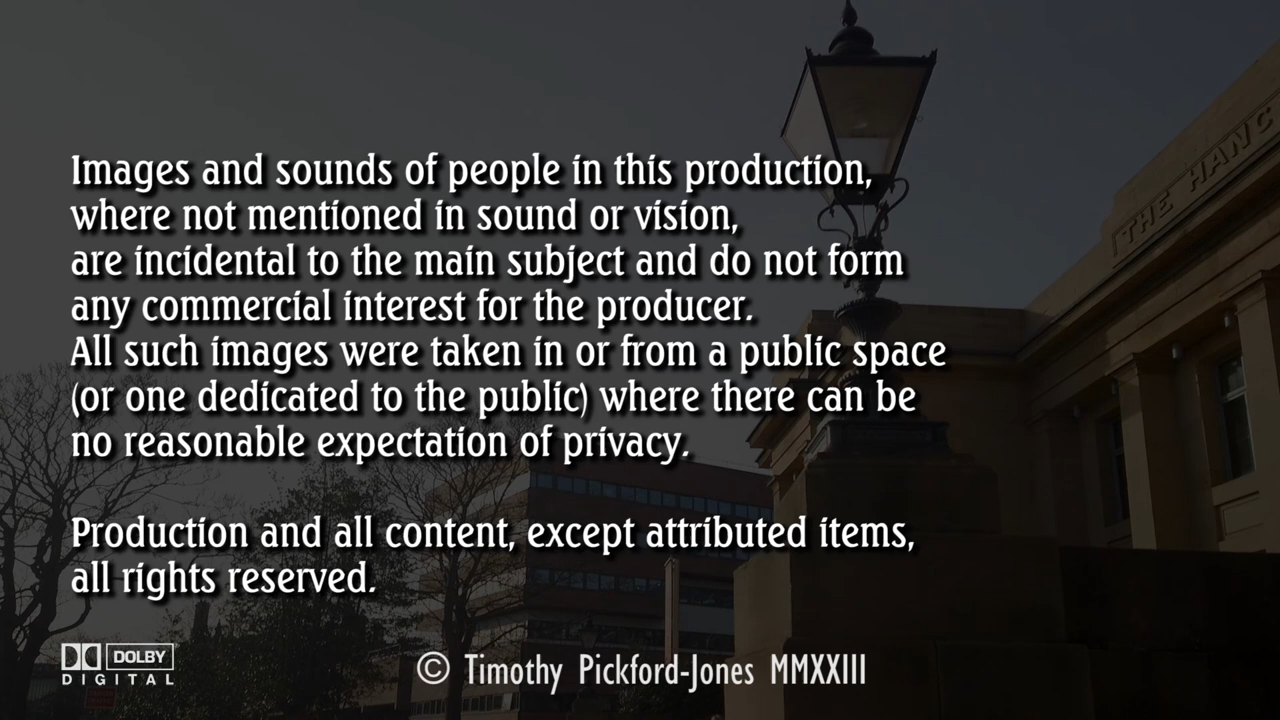 Images and sounds of people in this production,
where not mentioned in sound or vision,
are incidental to the main subject and do not form
any commercial interest for the producer.
All such images were taken in or from a public space
(or one dedicated to the public) where there can be
no reasonable expectation of privacy.
Production and all content, except attributed items,
all rights reserved.
DOLBY
DIGITAL
© Timothy Pickford-Jones MMXXIII
THE HANC